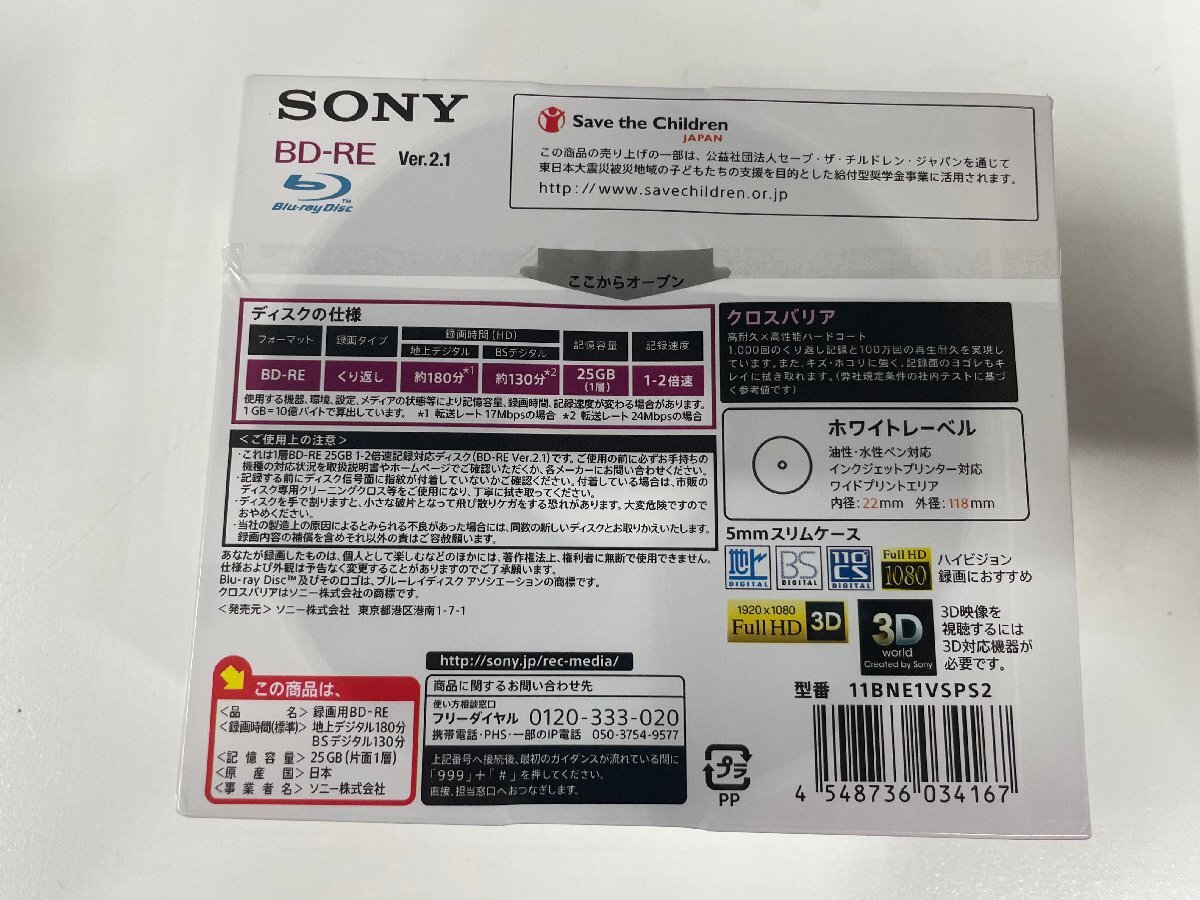 SONY
BD-RE Ver.2.1
Blu-ray Disc™
Save the Children
JAPAN
この商品の売り上げの一部は、公益社団法人セーブ・ザ・チルドレン・ジャパンを通じて
東日本大震災被災地域の子どもたちの支援を目的とした給付型奨学金事業に活用されます。
http://www.savechildren.or.jp
ここからオープン
ディスクの仕様
フォーマット 録画タイプ 録画時間(HD) 記憶容量 記録速度
地上デジタル BSデジタル
BD-RE くり返し 約180分*1 約130分*2 25GB (1層) 1-2倍速
使用する機器、環境、設定、メディアの状態等により記憶容量、録画時間、記録速度が変わる場合があります。
1GB=10億バイトで算出しています。 *1 転送レート17Mbpsの場合 *2 転送レート24Mbpsの場合
<ご使用上の注意>
・これは1層BD-RE 25GB 1-2倍速記録対応ディスク(BD-RE Ver.2.1)です。ご使用の前に必ずお手持ちの
機種の対応状況を取扱説明書やホームページでご確認いただくか、各メーカーにお問い合わせください。
・記録する前にディスク信号面に指紋が付着していないかご確認ください。付着している場合は、市販の
ディスク専用クリーニングクロス等をご使用になり、丁寧に拭き取ってください。
・ディスクを手で割りますと、小さな破片となって飛び散りケガをする恐れがあります。大変危険ですので
おやめください。
・当社の製造上の原因によるとみられる不良があった場合には、同数の新しいディスクとお取りかえいたします。
録画内容の補償を含めそれ以外の責はご容赦願います。
あなたが録画したものは、個人として楽しむなどのほかには、著作権法上、権利者に無断で使用できません。
仕様および外観は予告なく変更することがありますのでご了承願います。
Blu-ray Disc™及びそのロゴは、ブルーレイディスク アソシエーションの商標です。
クロスバリアはソニー株式会社の商標です。
<発売元> ソニー株式会社 東京都港区港南1-7-1
クロスバリア
高耐久×高性能ハードコート
1,000回のくり返し記録と100万回の再生耐久を実現し
ています。また、キズ・ホコリに強く、記録面のヨゴレもキ
レイに拭き取れます。(弊社規定条件の社内テストに基づ
く参考値です)
ホワイトレーベル
油性・水性ペン対応
インクジェットプリンター対応
ワイドプリントエリア
内径:22mm 外径:118mm
5mmスリムケース
地上 DIGITAL BS DIGITAL 110°CS DIGITAL Full HD 1080
ハイビジョン
録画におすすめ
1920x1080
Full HD 3D
3D
world
Created by Sony
3D映像を
視聴するには
3D対応機器が
必要です。
型番 11BNE1VSPS2
4 548736 034167
この商品は、
<品 名> 録画用BD-RE
<録画時間(標準)> 地上デジタル180分
BSデジタル130分
<記憶容量> 25GB(片面1層)
<原産国> 日本
<事業者名> ソニー株式会社
http://sony.jp/rec-media/
商品に関するお問い合わせ先
使い方相談窓口
フリーダイヤル 0120-333-020
携帯電話・PHS・一部のIP電話 050-3754-9577
上記番号へ接続後、最初のガイダンスが流れている間に
「999」+「#」を押してください。
直接、担当窓口へおつなぎします。
プラ
PP